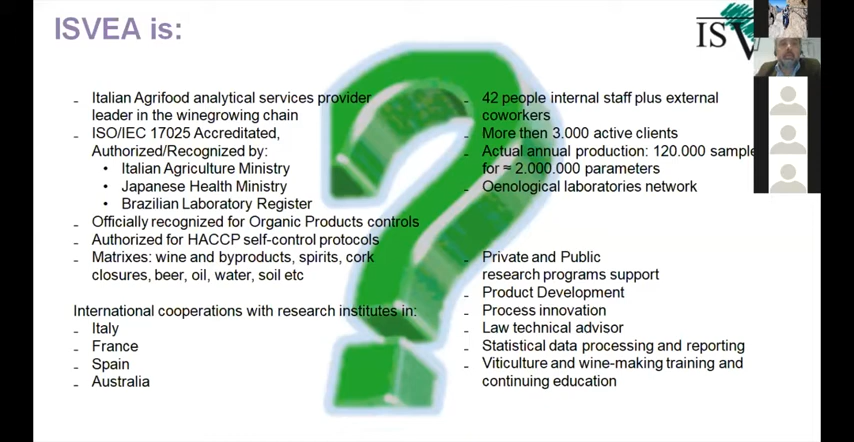 ISVEA is:
ISV
- Italian Agrifood analytical services provider
leader in the winegrowing chain
- ISO/IEC 17025 Accredited,
Authorized/Recognized by:
• Italian Agriculture Ministry
• Japanese Health Ministry
• Brazilian Laboratory Register
- Officially recognized for Organic Products controls
- Authorized for HACCP self-control protocols
- Matrixes: wine and byproducts, spirits, cork
closures, beer, oil, water, soil etc
International cooperations with research institutes in:
- Italy
- France
- Spain
- Australia
- 42 people internal staff plus external
coworkers
- More then 3.000 active clients
- Actual annual production: 120.000 sample
for ≈ 2.000.000 parameters
- Oenological laboratories network
- Private and Public
research programs support
- Product Development
- Process innovation
- Law technical advisor
- Statistical data processing and reporting
- Viticulture and wine-making training and
continuing education